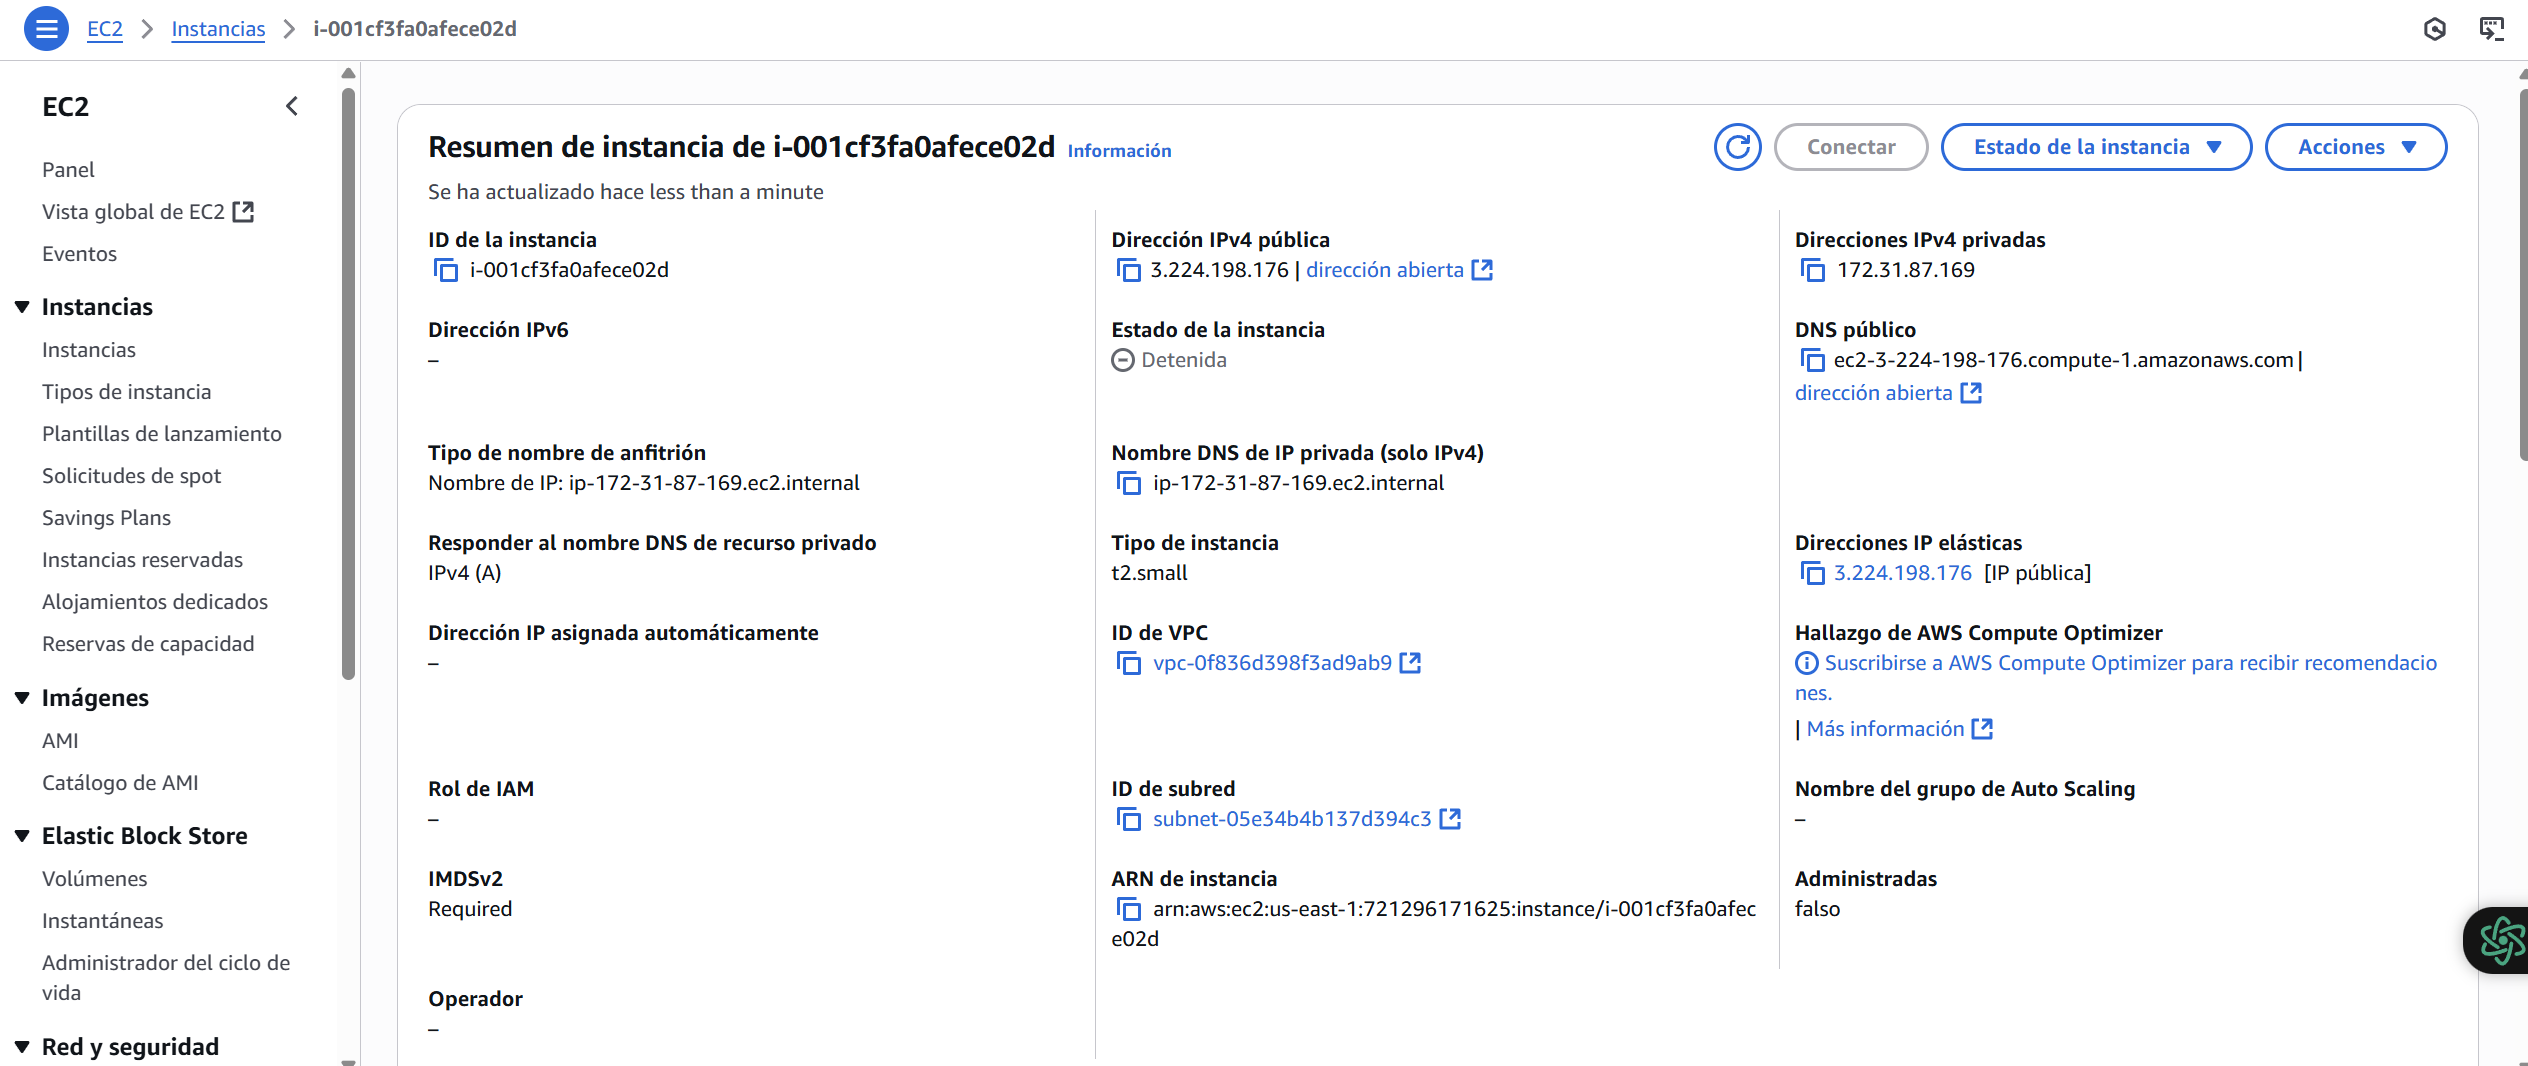 EC2
Instancias
i-001cf3fa0afece02d
EC2
Panel
Vista global de EC2
Eventos
Instancias
Instancias
Tipos de instancia
Plantillas de lanzamiento
Solicitudes de spot
Savings Plans
Instancias reservadas
Alojamientos dedicados
Reservas de capacidad
Imágenes
AMI
Catálogo de AMI
Elastic Block Store
Volúmenes
Instantáneas
Administrador del ciclo de
vida
Red y seguridad
Resumen de instancia de i-001cf3fa0afece02d Información
Conectar
Estado de la instancia
Acciones
Se ha actualizado hace less than a minute
ID de la instancia
i-001cf3fa0afece02d
Dirección IPv4 pública
3.224.198.176 | dirección abierta
Direcciones IPv4 privadas
172.31.87.169
Dirección IPv6
–
Estado de la instancia
Detenida
DNS público
ec2-3-224-198-176.compute-1.amazonaws.com |
dirección abierta
Tipo de nombre de anfitrión
Nombre de IP: ip-172-31-87-169.ec2.internal
Nombre DNS de IP privada (solo IPv4)
ip-172-31-87-169.ec2.internal
Responder al nombre DNS de recurso privado
IPv4 (A)
Tipo de instancia
t2.small
Direcciones IP elásticas
3.224.198.176 [IP pública]
Dirección IP asignada automáticamente
–
ID de VPC
vpc-0f836d398f3ad9ab9
Hallazgo de AWS Compute Optimizer
Suscribirse a AWS Compute Optimizer para recibir recomendacio
nes.
| Más información
Rol de IAM
–
ID de subred
subnet-05e34b4b137d394c3
Nombre del grupo de Auto Scaling
–
IMDSv2
Required
ARN de instancia
arn:aws:ec2:us-east-1:721296171625:instance/i-001cf3fa0afec
e02d
Administradas
falso
Operador
–